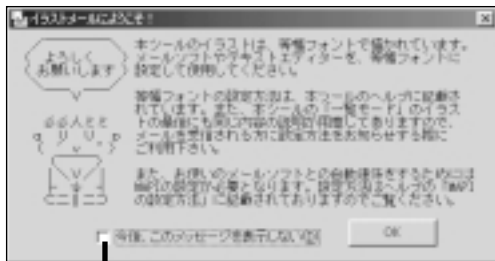 イラストメールにようこそ！
よろしく
お願いします
本ツールのイラストは、等幅フォントで描かれています。
メールソフトやテキストエディターを、等幅フォントに
設定して使用してください。
等幅フォントの設定方法は、本ツールのヘルプに記載さ
れています。また、本ツールの「一覧モード」のイラス
トの最後にも同じ内容の説明が用意してありますので、
メールを受信される方に設定方法をお知らせする際に
ご利用下さい。
また、お使いのメールソフトとの自動連係をするためには
MAPIの設定が必要となります。設定方法はヘルプの「MAPI
の設定方法」に記載されておりますのでご覧ください。
今後、このメッセージを表示しない(D)
OK